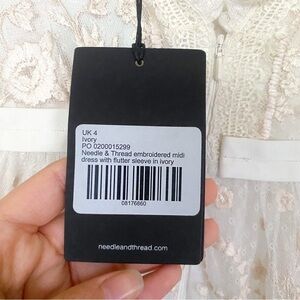 UK 4
Ivory
PO 0200015299
Needle & Thread embroidered midi
dress with flutter sleeve in ivory
08176660
needleandthread.com